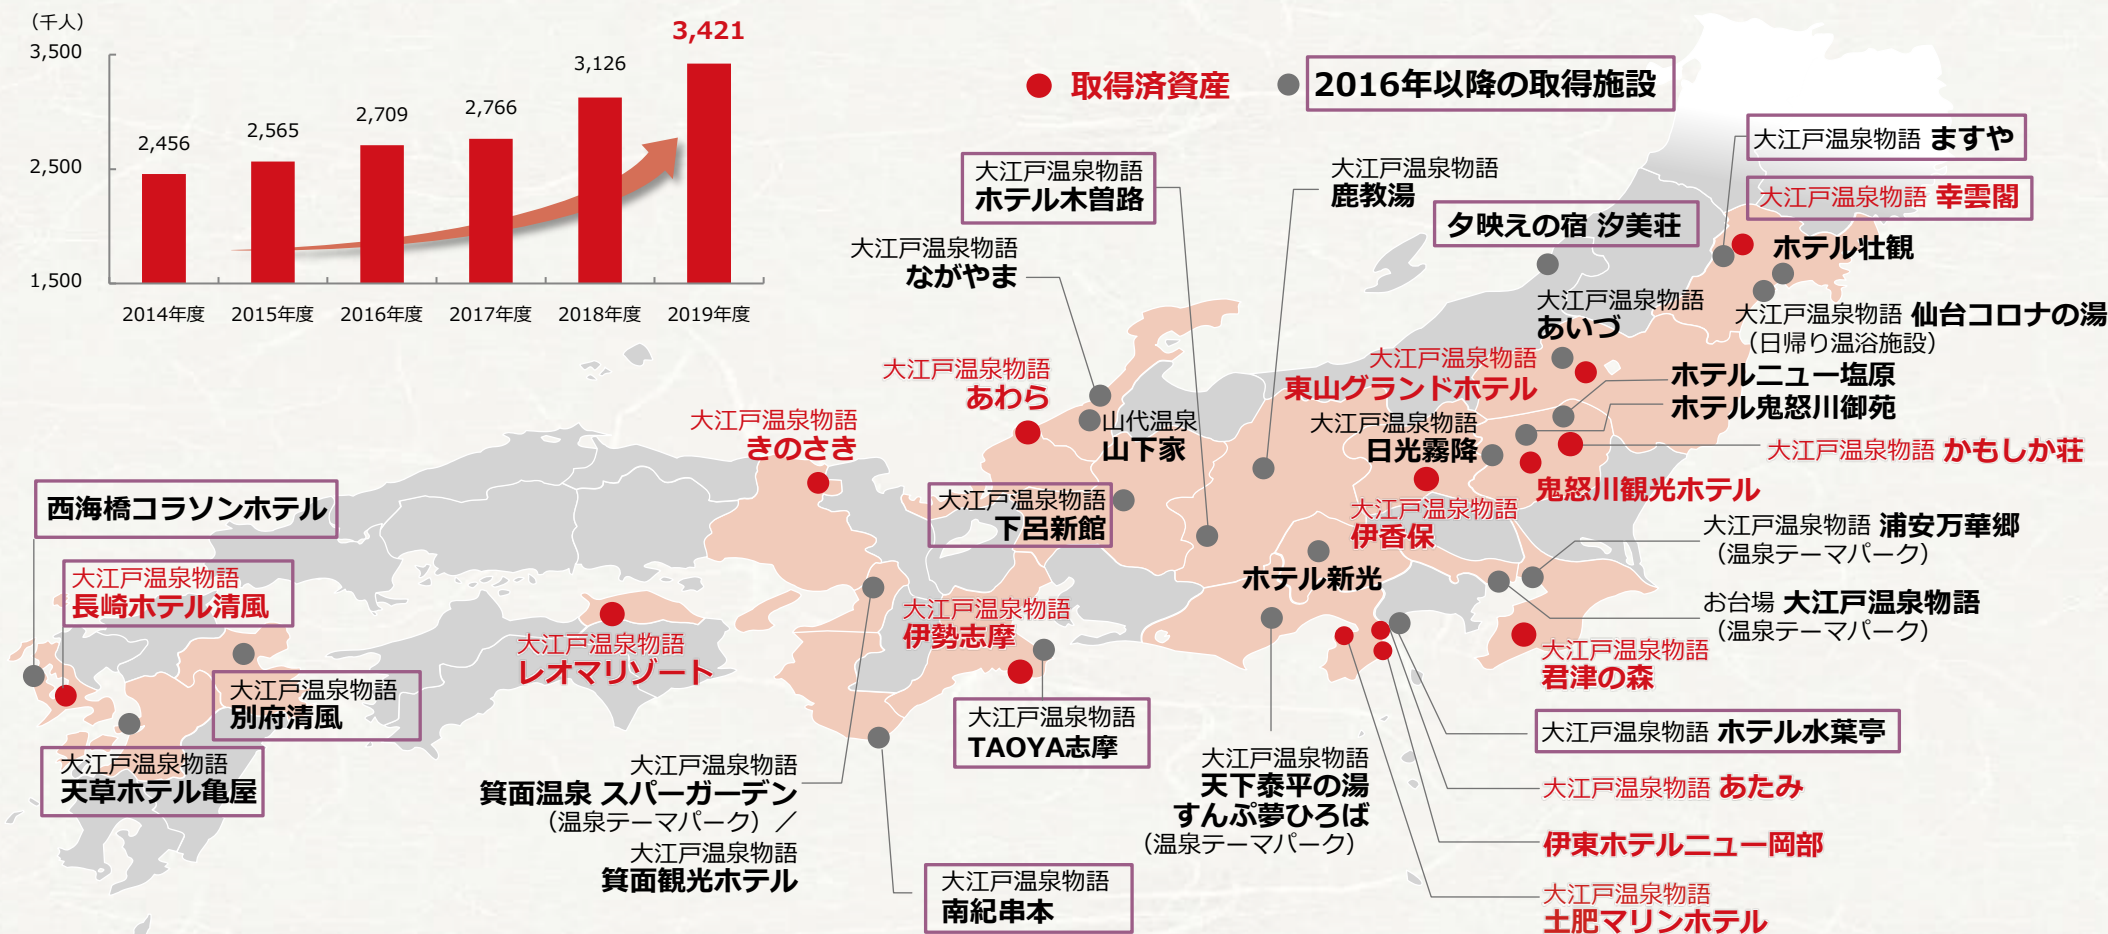 （千人）
3,500
2,500
1,500
2,456
2,565
2,709
2,766
3,126
3,421
2014年度
2015年度
2016年度
2017年度
2018年度
2019年度
取得済資産
2016年以降の取得施設
大江戸温泉物語 ますや
大江戸温泉物語 幸雲閣
ホテル壮観
大江戸温泉物語 仙台コロナの湯
（日帰り温浴施設）
大江戸温泉物語
ホテル木曽路
大江戸温泉物語
鹿教湯
夕映えの宿 汐美荘
大江戸温泉物語
ながやま
大江戸温泉物語
あいづ
大江戸温泉物語
東山グランドホテル
ホテルニュー塩原
ホテル鬼怒川御苑
大江戸温泉物語
日光霧降
大江戸温泉物語 かもしか荘
鬼怒川観光ホテル
大江戸温泉物語
あわら
山代温泉
山下家
大江戸温泉物語
きのさき
大江戸温泉物語
下呂新館
大江戸温泉物語
伊香保
大江戸温泉物語 浦安万華郷
（温泉テーマパーク）
お台場 大江戸温泉物語
（温泉テーマパーク）
ホテル新光
西海橋コラソンホテル
大江戸温泉物語
長崎ホテル清風
大江戸温泉物語
レオマリゾート
大江戸温泉物語
伊勢志摩
大江戸温泉物語
君津の森
大江戸温泉物語
別府清風
大江戸温泉物語
天草ホテル亀屋
大江戸温泉物語
TAOYA志摩
大江戸温泉物語 ホテル水葉亭
大江戸温泉物語
箕面温泉 スパーガーデン
（温泉テーマパーク）／
大江戸温泉物語
箕面観光ホテル
大江戸温泉物語
天下泰平の湯
すんぷ夢ひろば
（温泉テーマパーク）
大江戸温泉物語 あたみ
伊東ホテルニュー岡部
大江戸温泉物語
南紀串本
大江戸温泉物語
土肥マリンホテル